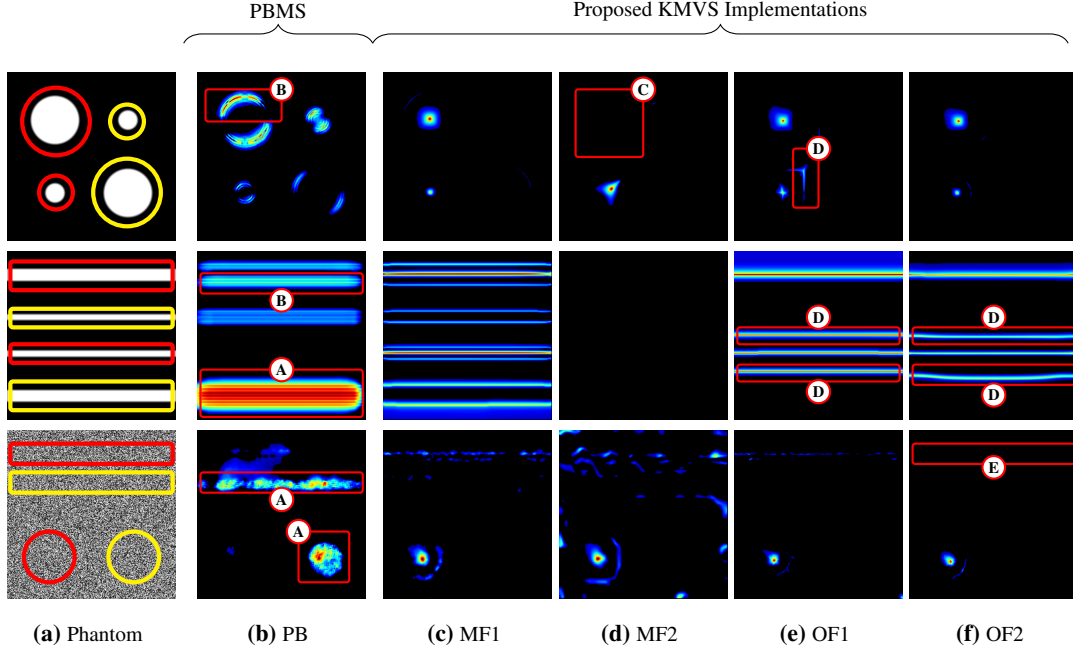 PBMS
Proposed KMVS Implementations
B
C
D
B
A
D
D
D
D
A
A
E
(a) Phantom
(b) PB
(c) MF1
(d) MF2
(e) OF1
(f) OF2